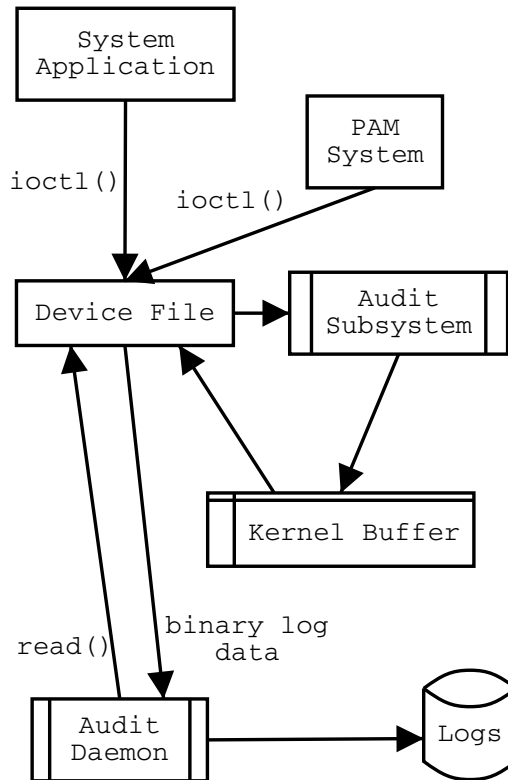 System
Application
PAM
System
ioctl()
ioctl()
Device File
Audit
Subsystem
Kernel Buffer
binary log
data
read()
Audit
Daemon
Logs